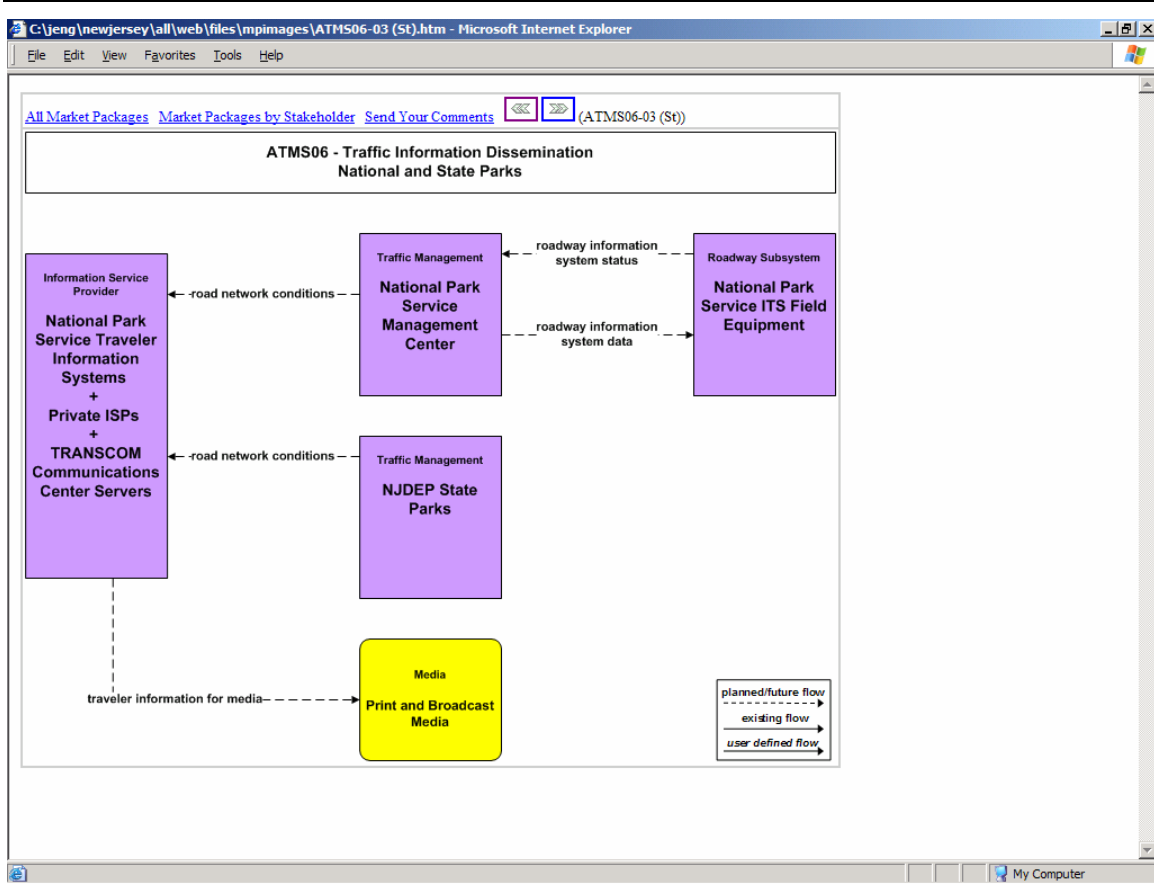 C:\jeng\newjersey\all\web\files\mpimages\ATMS06-03 (St).htm - Microsoft Internet Explorer
File Edit View Favorites Tools Help
All Market Packages Market Packages by Stakeholder Send Your Comments (ATMS06-03 (St))
ATMS06 - Traffic Information Dissemination
National and State Parks
Information Service
Provider
National Park
Service Traveler
Information
Systems
+
Private ISPs
+
TRANSCOM
Communications
Center Servers
road network conditions
Traffic Management
National Park
Service
Management
Center
roadway information
system status
roadway information
system data
Roadway Subsystem
National Park
Service ITS Field
Equipment
road network conditions
Traffic Management
NJDEP State
Parks
traveler information for media
Media
Print and Broadcast
Media
planned/future flow
existing flow
user defined flow
My Computer